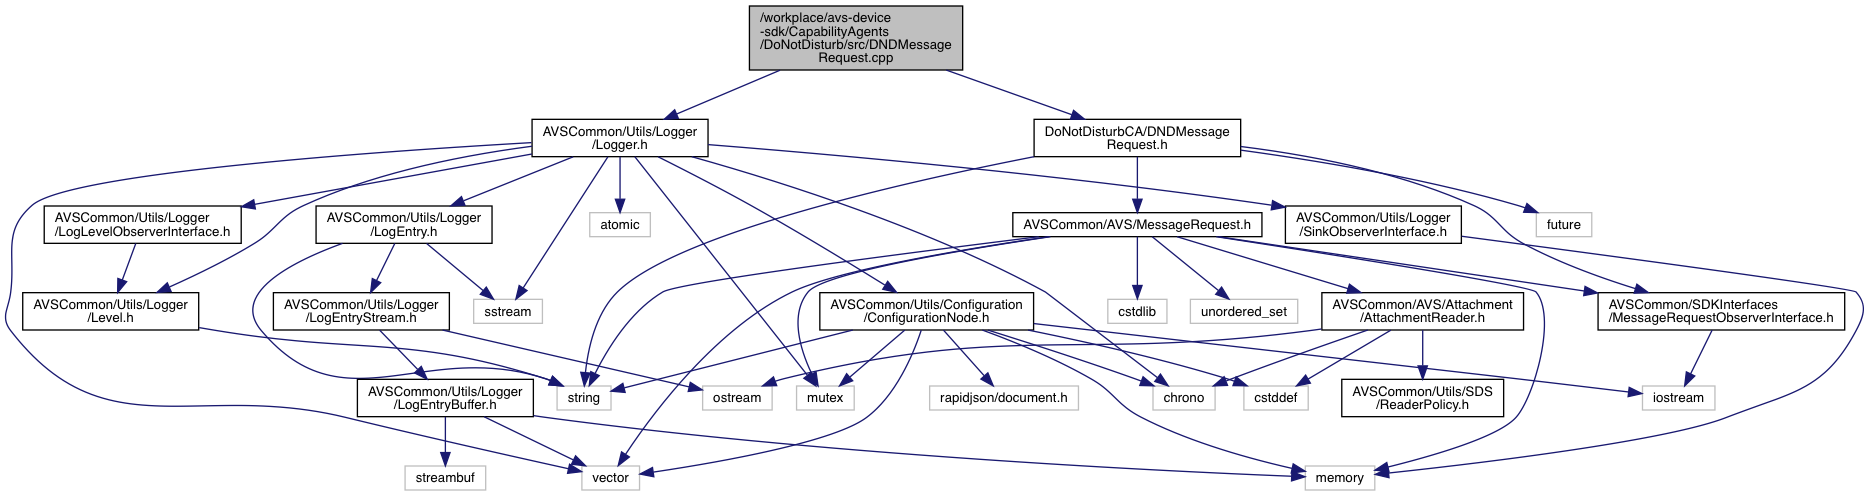 /workplace/avs-device
-sdk/CapabilityAgents
/DoNotDisturb/src/DNDMessage
Request.cpp
AVSCommon/Utils/Logger
/Logger.h
DoNotDisturbCA/DNDMessage
Request.h
AVSCommon/Utils/Logger
/LogLevelObserverInterface.h
AVSCommon/Utils/Logger
/LogEntry.h
atomic
AVSCommon/AVS/MessageRequest.h
AVSCommon/Utils/Logger
/SinkObserverInterface.h
future
AVSCommon/Utils/Logger
/Level.h
AVSCommon/Utils/Logger
/LogEntryStream.h
sstream
AVSCommon/Utils/Configuration
/ConfigurationNode.h
cstdlib
unordered_set
AVSCommon/AVS/Attachment
/AttachmentReader.h
AVSCommon/SDKInterfaces
/MessageRequestObserverInterface.h
AVSCommon/Utils/Logger
/LogEntryBuffer.h
string
ostream
mutex
rapidjson/document.h
chrono
cstddef
AVSCommon/Utils/SDS
/ReaderPolicy.h
iostream
streambuf
vector
memory